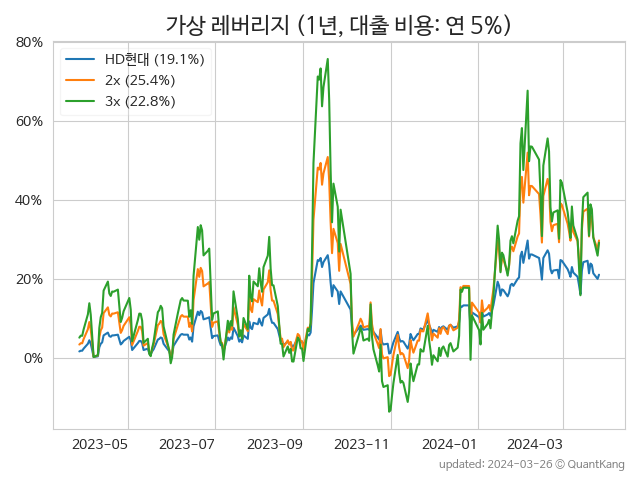 가상 레버리지 (1년, 대출 비용: 연 5%)
80%
60%
40%
20%
0%
HD현대 (19.1%)
2x (25.4%)
3x (22.8%)
2023-05
2023-07
2023-09
2023-11
2024-01
2024-03
updated: 2024-03-26 © QuantKang